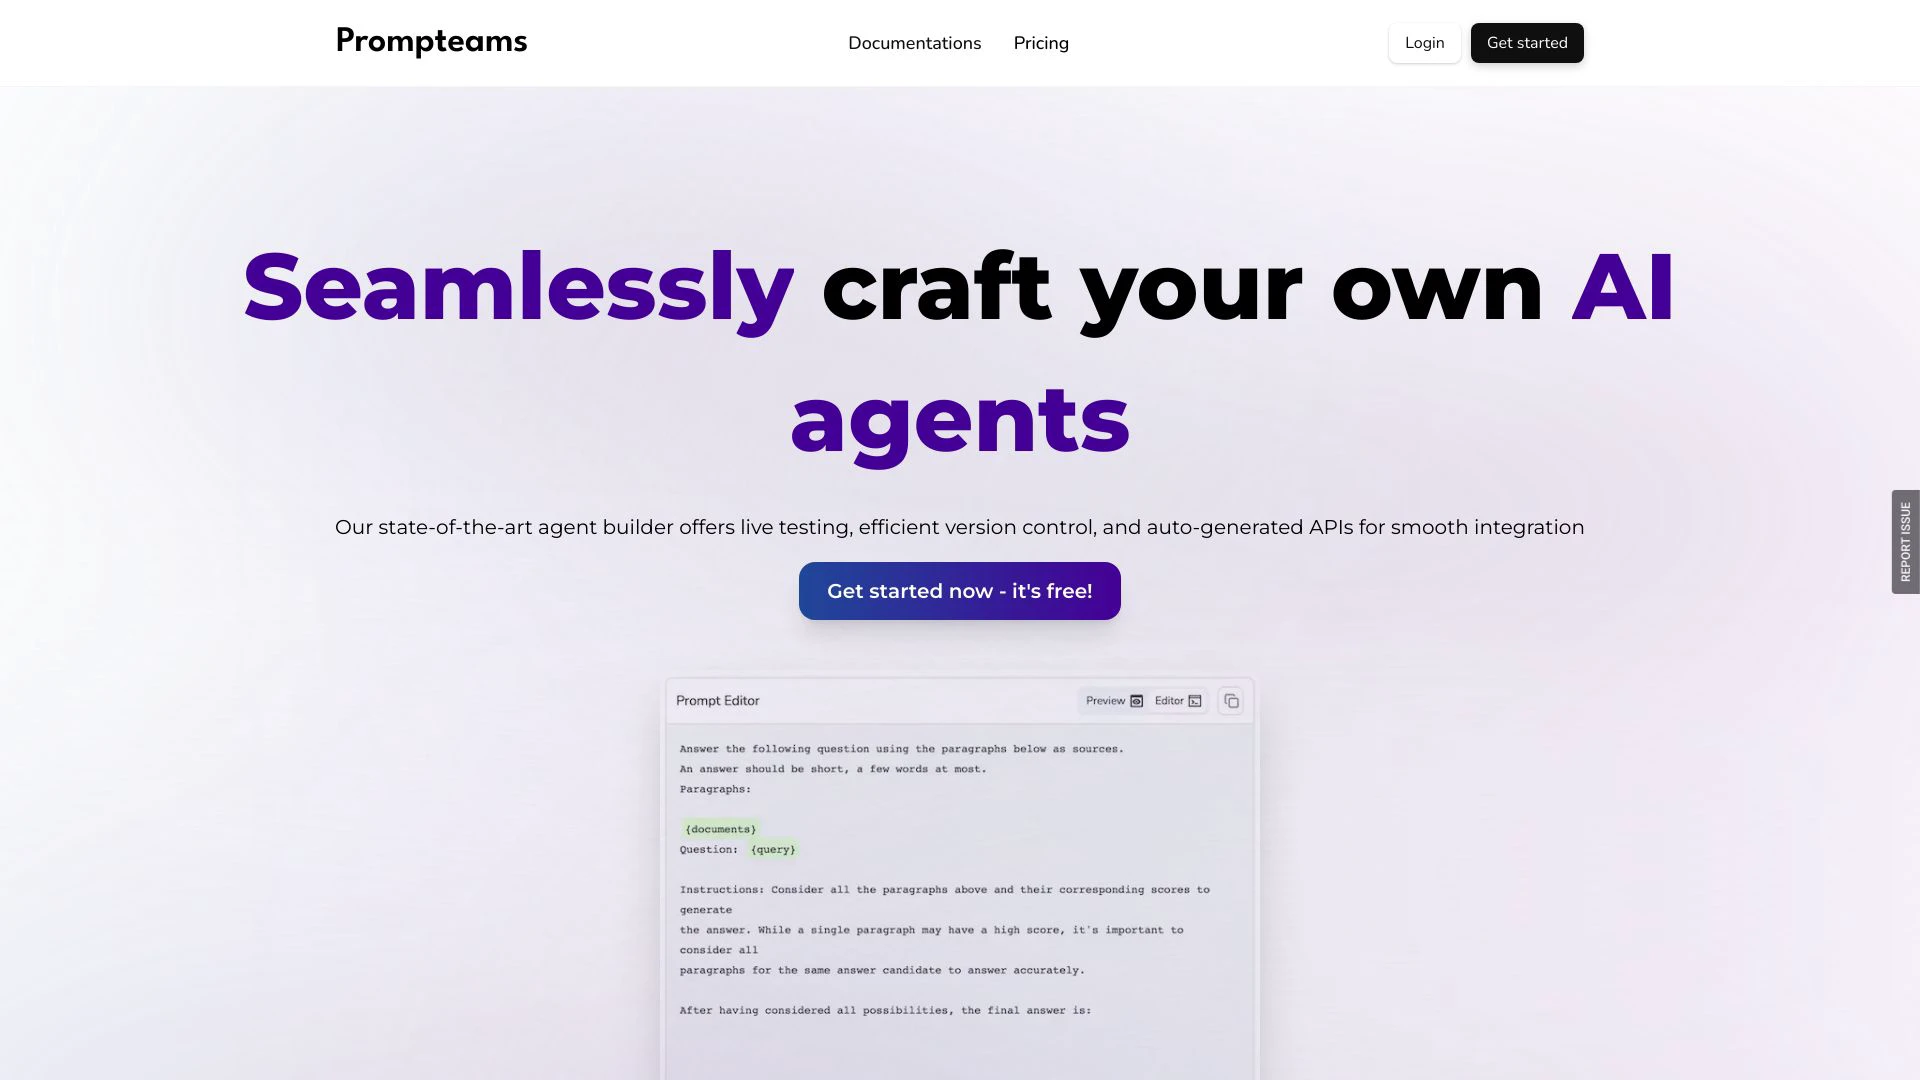 Prompteams
Documentations
Pricing
Login
Get started
Seamlessly craft your own AI
agents
Our state-of-the-art agent builder offers live testing, efficient version control, and auto-generated APIs for smooth integration
Get started now - it's free!
REPORT ISSUE
Prompt Editor
Preview
Editor
Answer the following question using the paragraphs below as sources.
An answer should be short, a few words at most.
Paragraphs:
{documents}
Question: {query}
Instructions: Consider all the paragraphs above and their corresponding scores to
generate
the answer. While a single paragraph may have a high score, it's important to
consider all
paragraphs for the same answer candidate to answer accurately.
After having considered all possibilities, the final answer is: